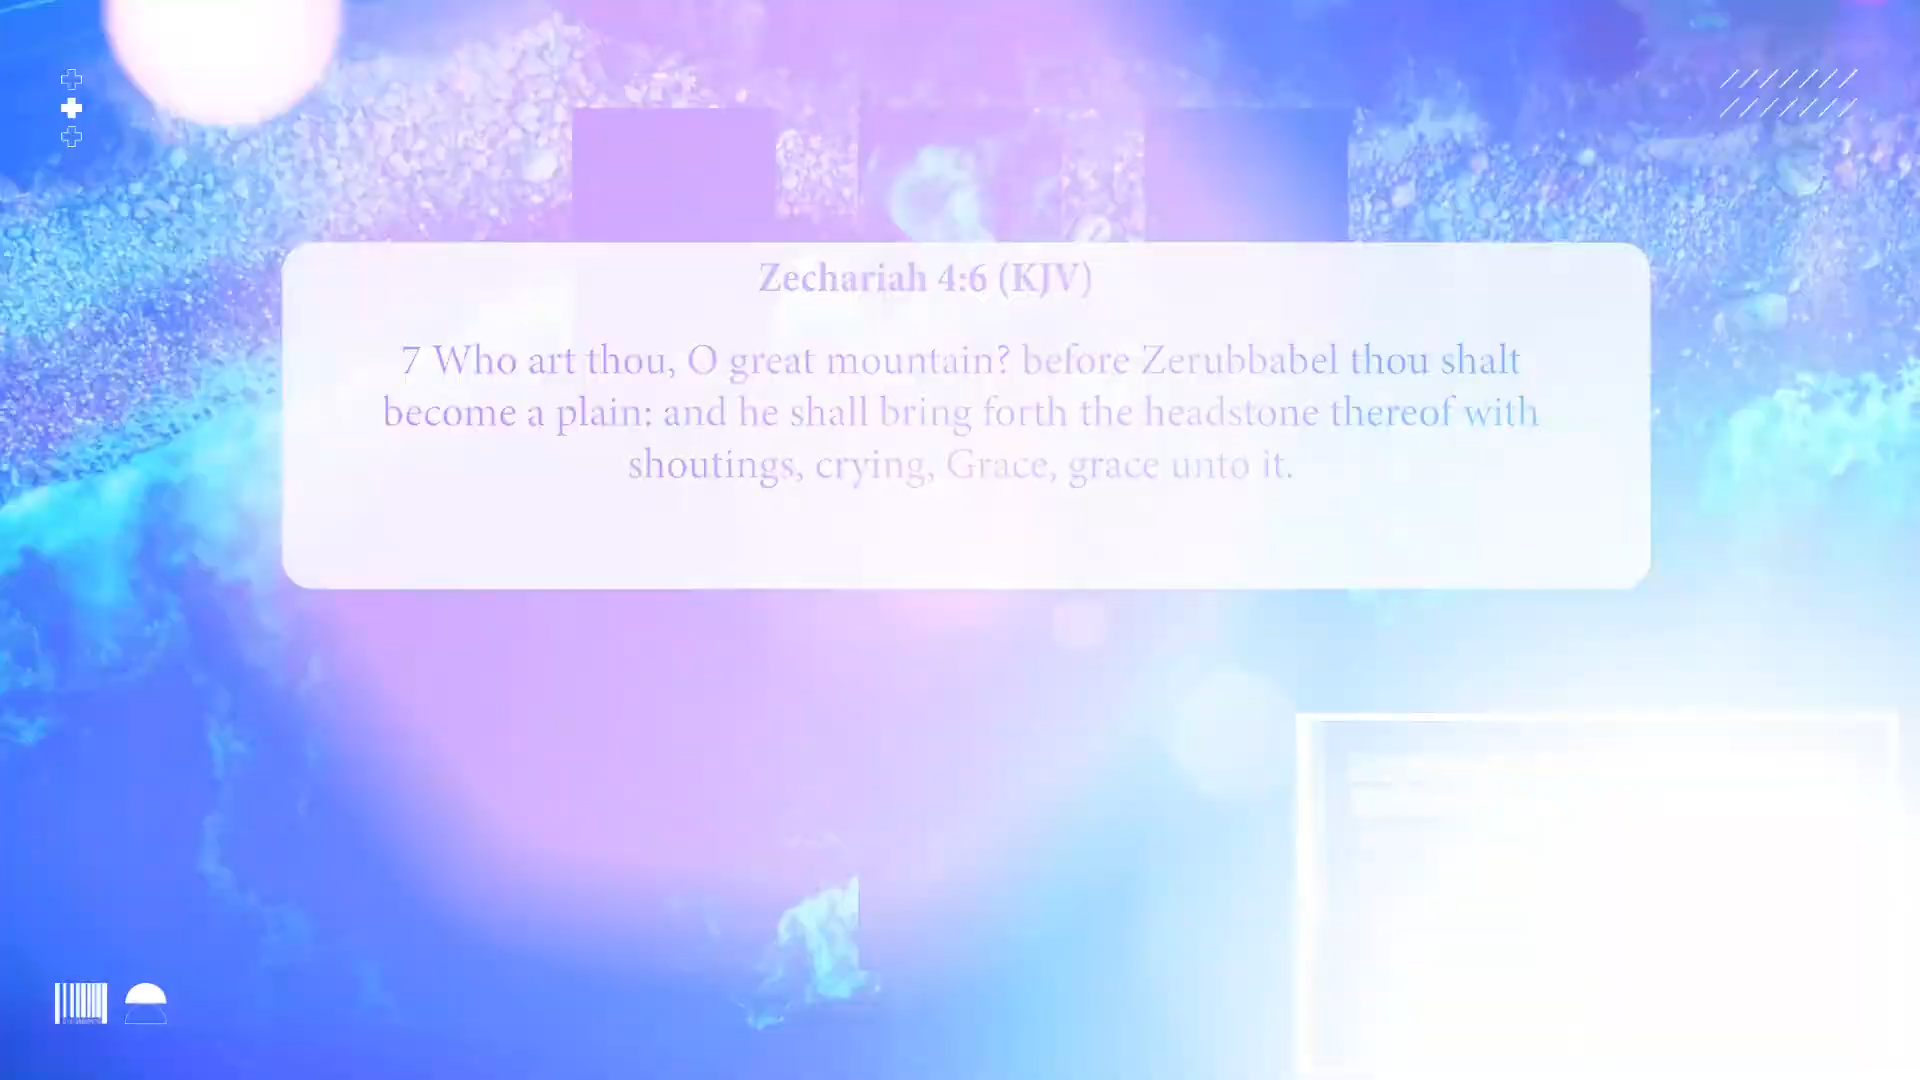 Zechariah 4:6 (KJV)
7 Who art thou, O great mountain? before Zerubbabel thou shalt
become a plain: and he shall bring forth the headstone thereof with
shoutings, crying, Grace, grace unto it.